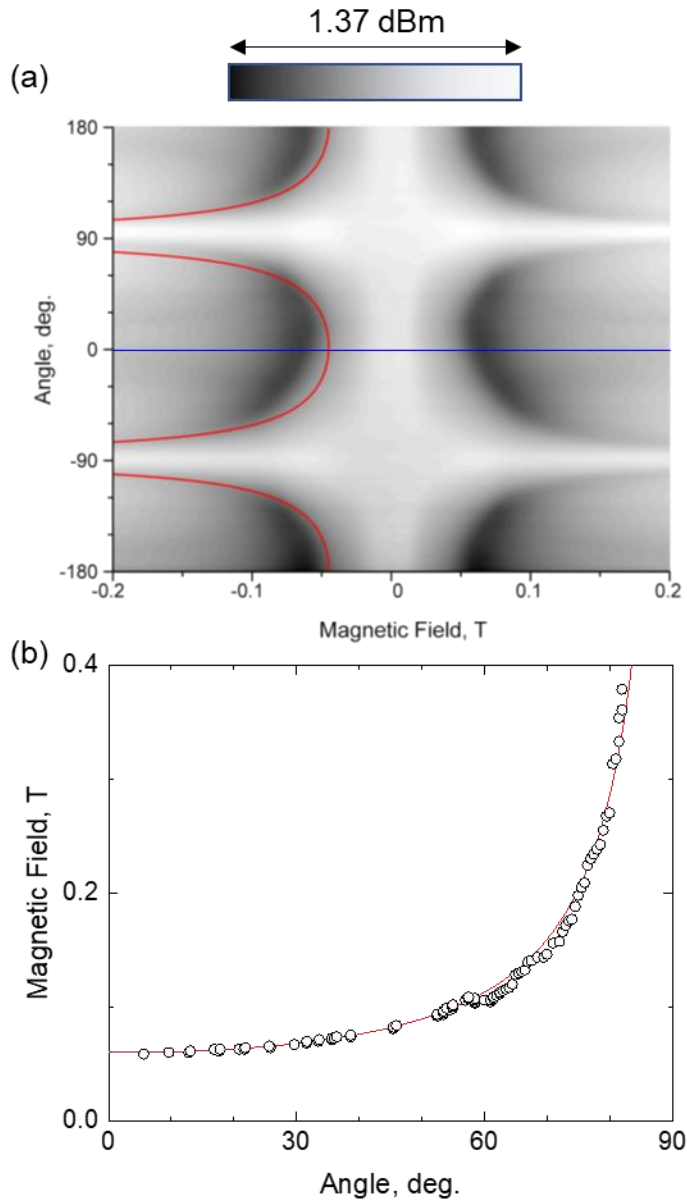 1.37 dBm
(a)
180
90
0
-90
-180
Angle, deg.
-0.2 -0.1 0 0.1 0.2
Magnetic Field, T
(b)
0.4
0.2
0.0
Magnetic Field, T
0 30 60 90
Angle, deg.